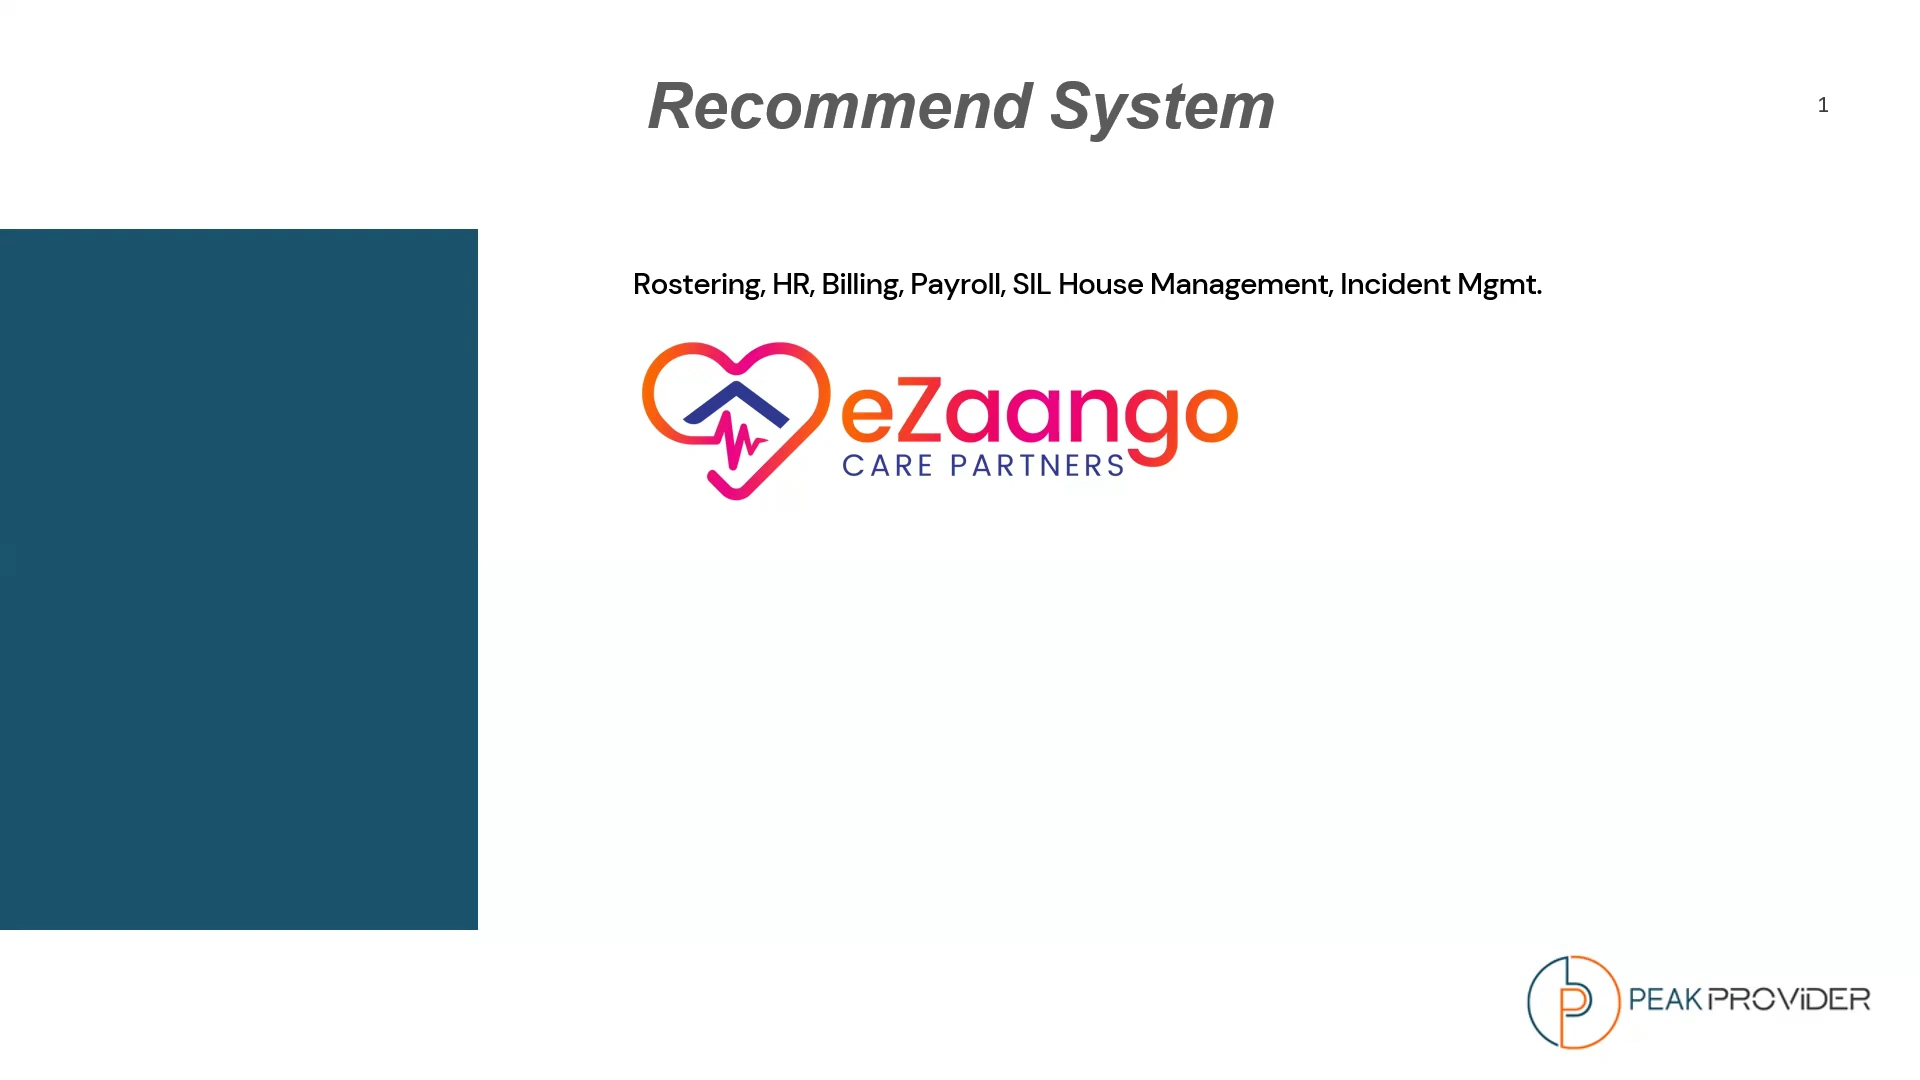 Recommend System
1
Rostering, HR, Billing, Payroll, SIL House Management, Incident Mgmt.
eZaango
CARE PARTNERS
PEAK PROVIDER